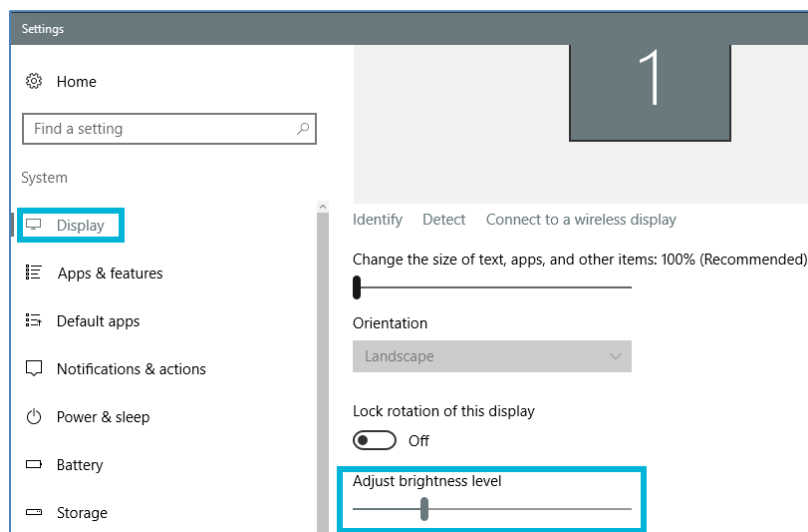 Settings
Home
Find a setting
System
Display
Apps & features
Default apps
Notifications & actions
Power & sleep
Battery
Storage
1
Identify Detect Connect to a wireless display
Change the size of text, apps, and other items: 100% (Recommended)
Orientation
Landscape
Lock rotation of this display
Off
Adjust brightness level